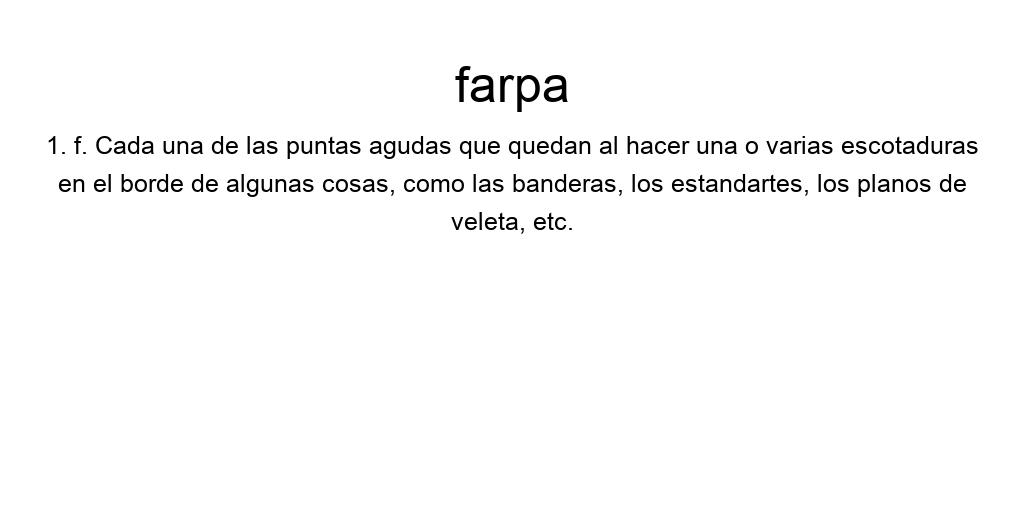 farpa
1. f. Cada una de las puntas agudas que quedan al hacer una o varias escotaduras
en el borde de algunas cosas, como las banderas, los estandartes, los planos de
veleta, etc.